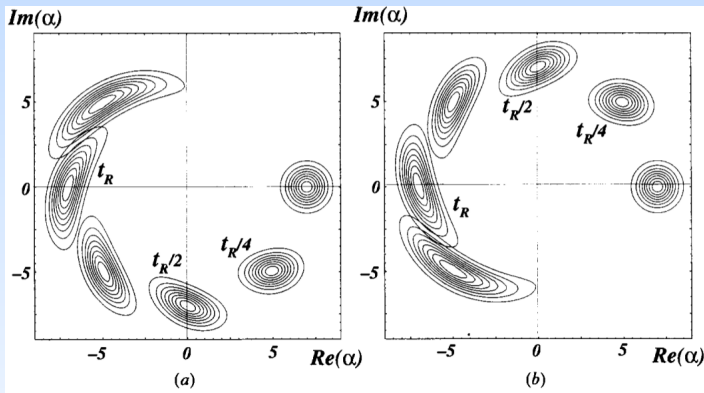 Im(α)
5
0
-5
t_R
t_R/2
t_R/4
-5
0
5
Re(α)
(a)
Im(α)
5
0
-5
t_R/2
t_R/4
t_R
-5
0
5
Re(α)
(b)